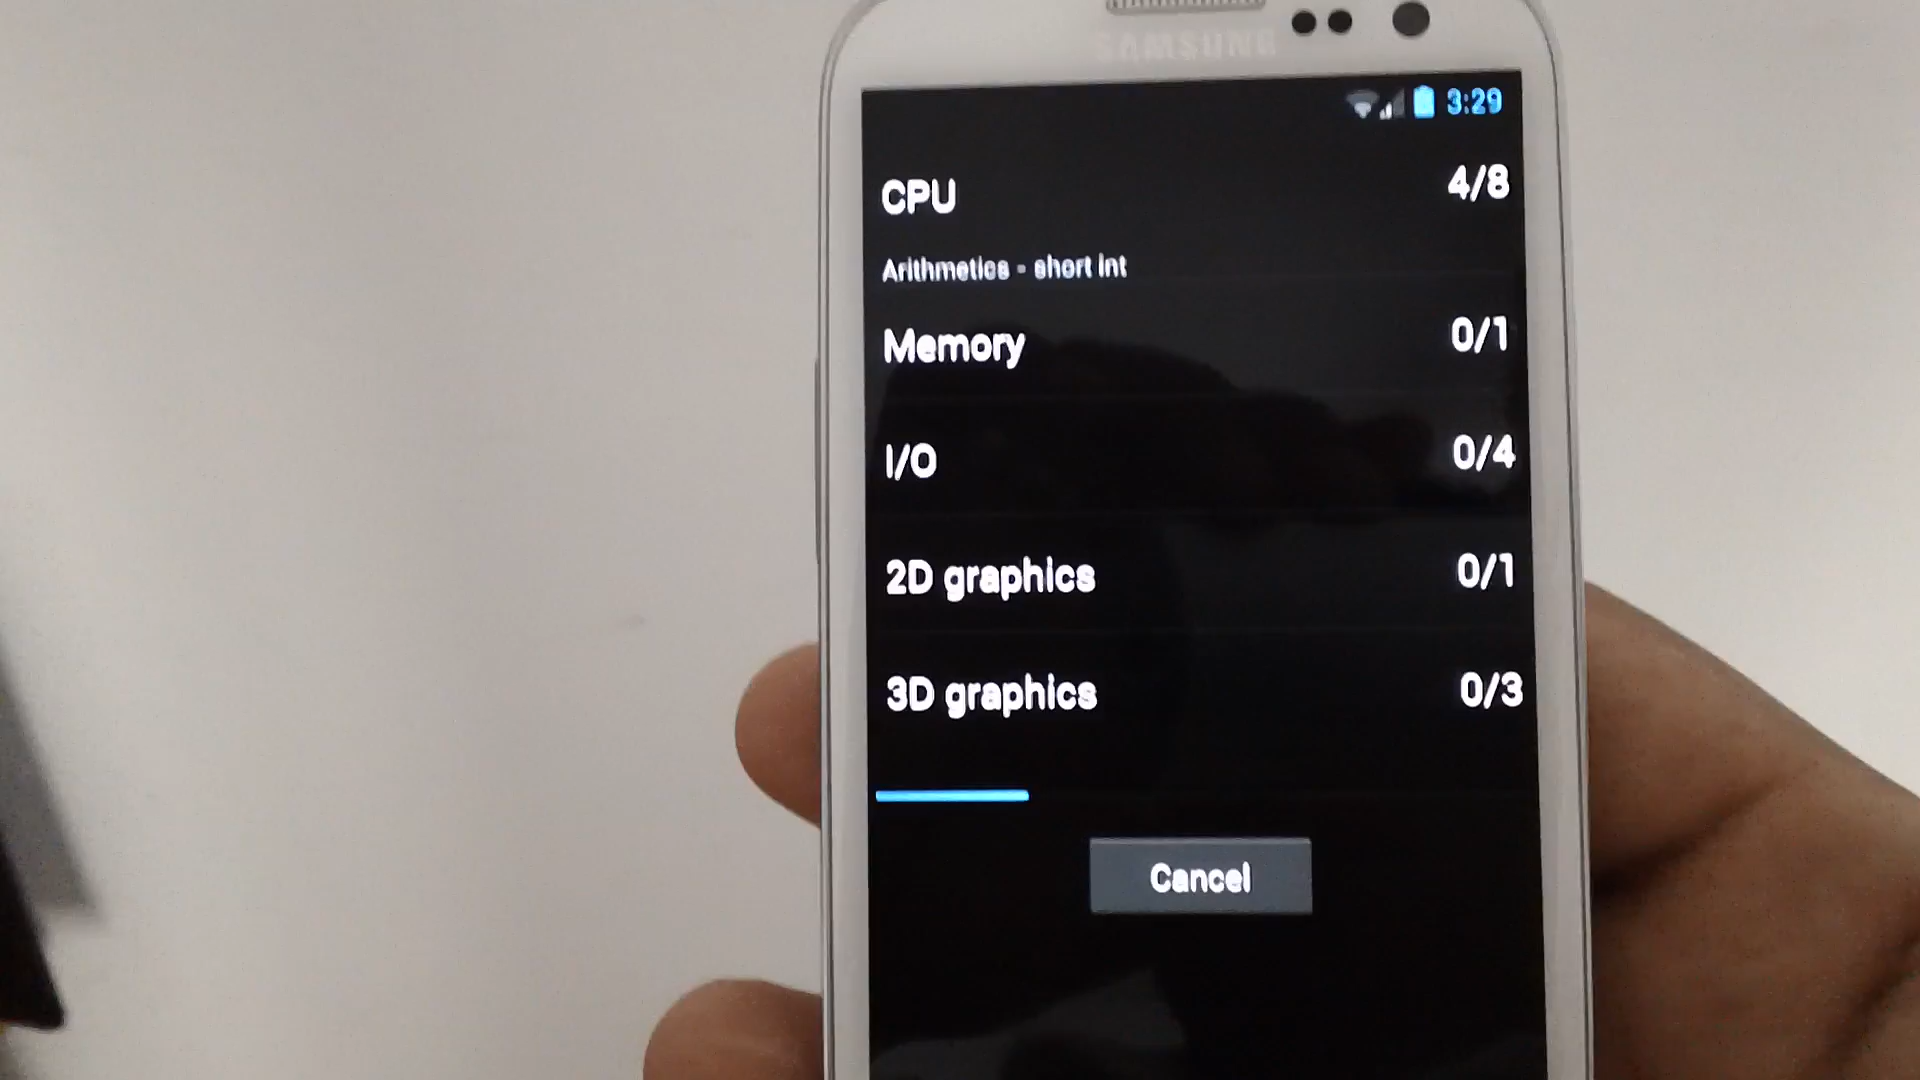 SAMSUNG
3:29
CPU 4/8
Arithmetics - short int
Memory 0/1
I/O 0/4
2D graphics 0/1
3D graphics 0/3
Cancel